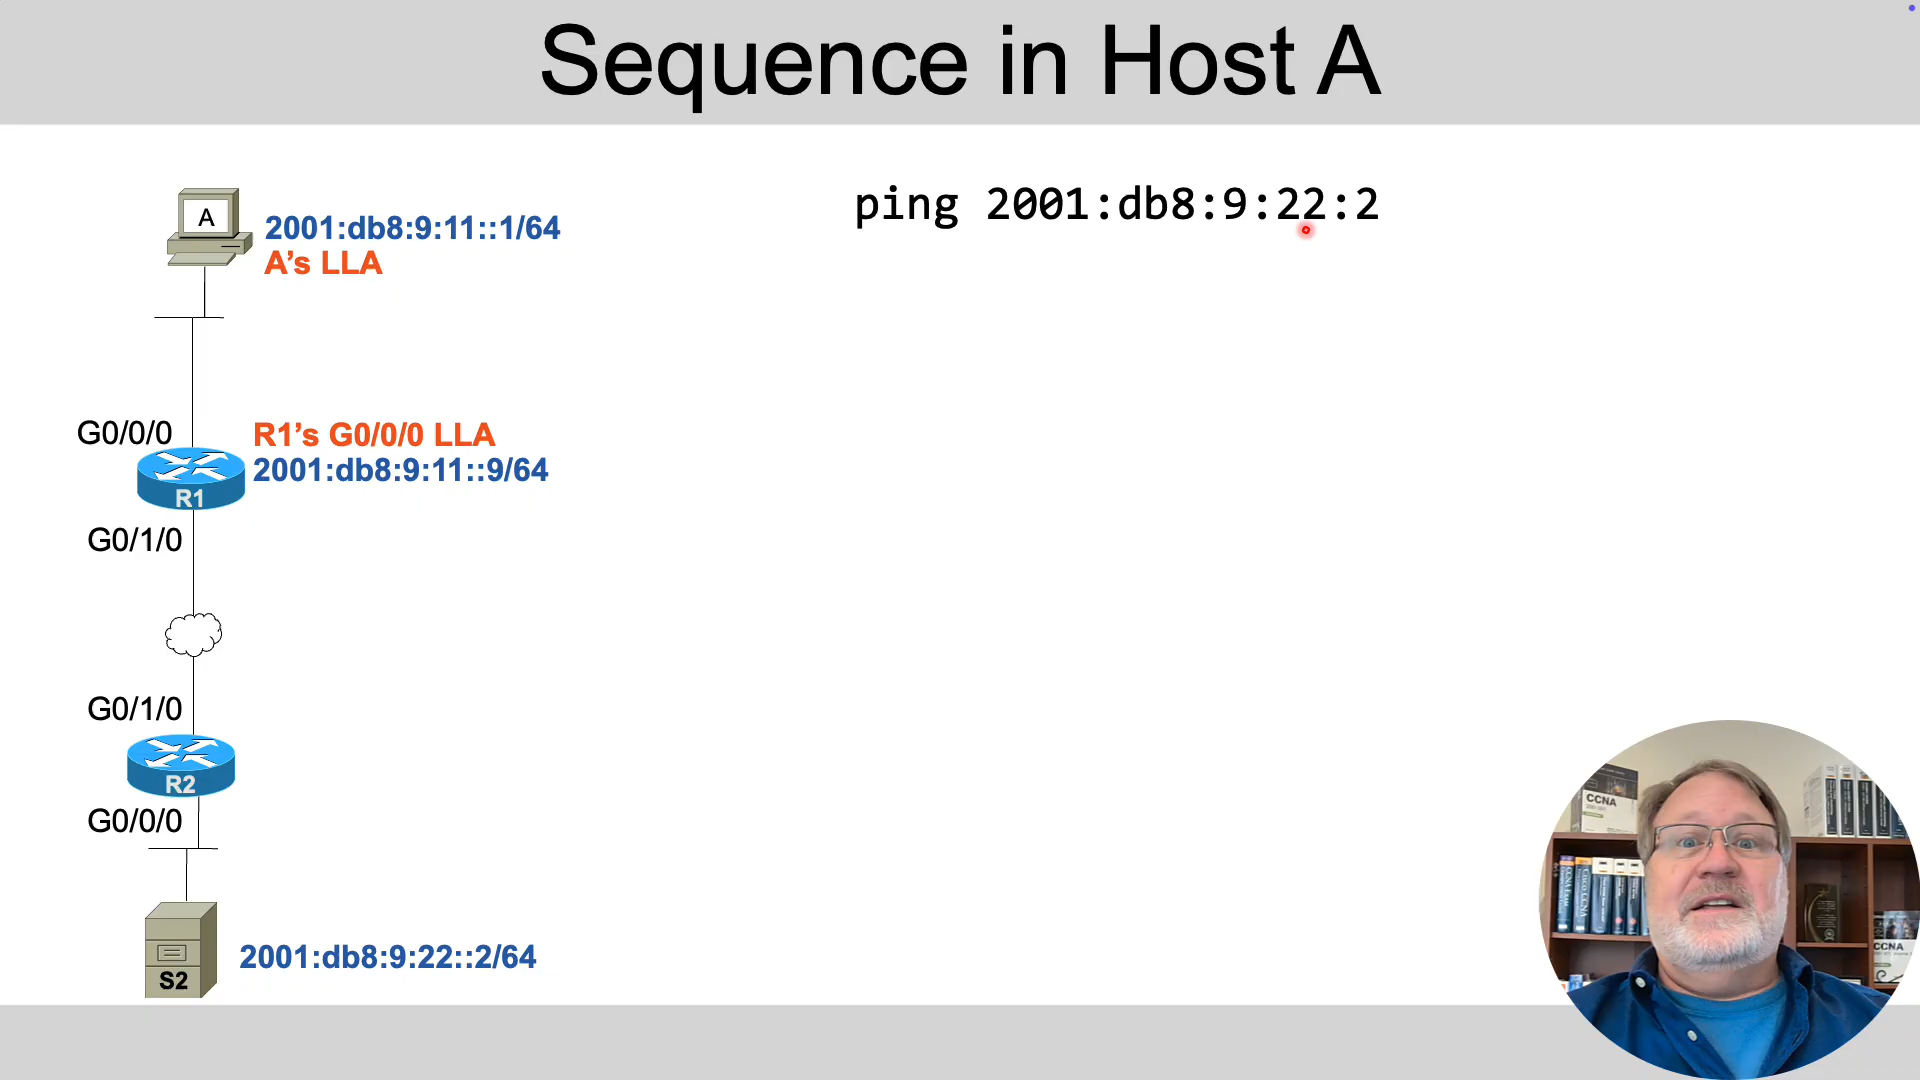 Sequence in Host A
ping 2001:db8:9:22:2
A
2001:db8:9:11::1/64
A's LLA
G0/0/0
R1's G0/0/0 LLA
2001:db8:9:11::9/64
R1
G0/1/0
G0/1/0
R2
G0/0/0
2001:db8:9:22::2/64
S2
CCNA
CCNA